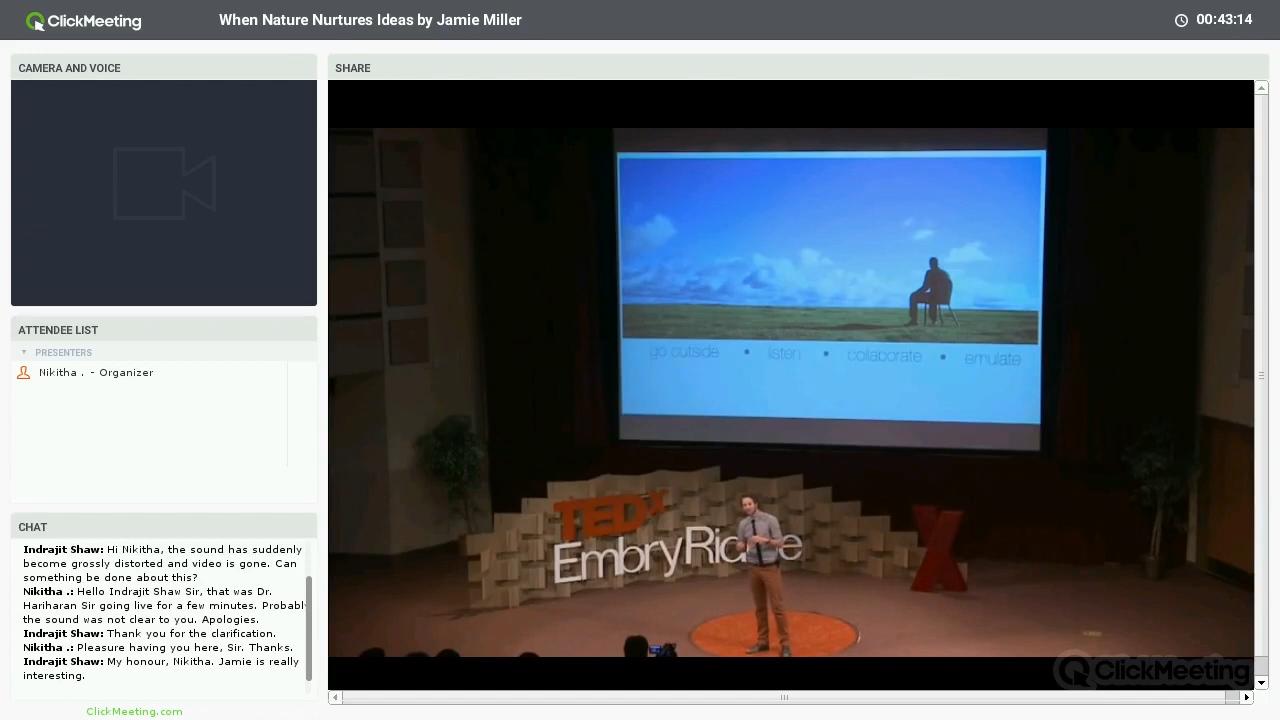 ClickMeeting
When Nature Nurtures Ideas by Jamie Miller
00:43:14
CAMERA AND VOICE
ATTENDEE LIST
PRESENTERS
Nikitha . - Organizer
CHAT
Indrajit Shaw: Hi Nikitha, the sound has suddenly
become grossly distorted and video is gone. Can
something be done about this?
Nikitha .: Hello Indrajit Shaw Sir, that was Dr.
Hariharan Sir going live for a few minutes. Probabl
the sound was not clear to you. Apologies.
Indrajit Shaw: Thank you for the clarification.
Nikitha .: Pleasure having you here, Sir. Thanks.
Indrajit Shaw: My honour, Nikitha. Jamie is really
interesting.
ClickMeeting.com
SHARE
go outside • listen • collaborate • emulate
TEDx
EmbryRid e
X
ClickMeeting